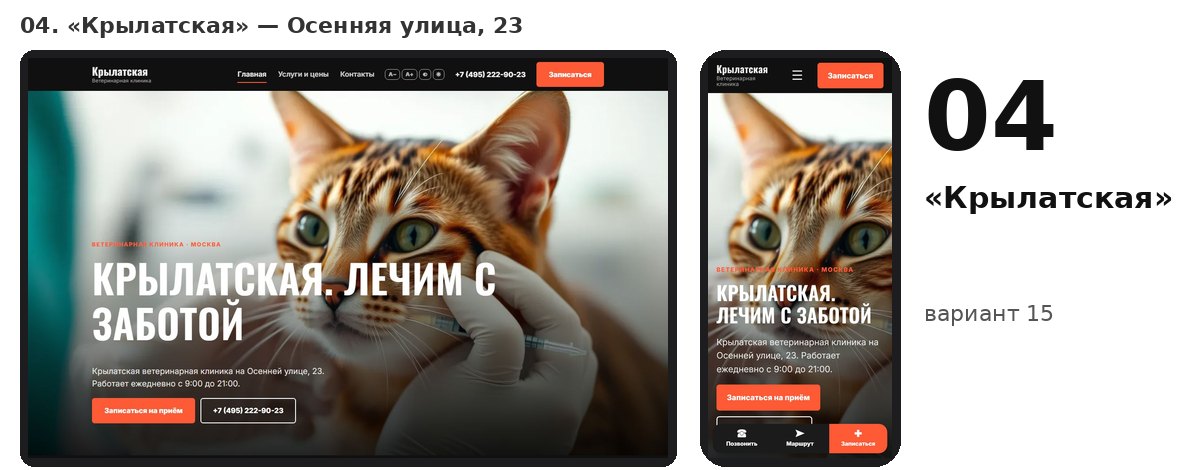 04. «Крылатская» — Осенняя улица, 23
Крылатская
Ветеринарная клиника
Главная Услуги и цены Контакты A- A+ +7 (495) 222-90-23 Записаться
ВЕТЕРИНАРНАЯ КЛИНИКА · МОСКВА
КРЫЛАТСКАЯ. ЛЕЧИМ С
ЗАБОТОЙ
Крылатская ветеринарная клиника на Осенней улице, 23.
Работает ежедневно с 9:00 до 21:00.
Записаться на приём +7 (495) 222-90-23
Крылатская
Ветеринарная
клиника
Записаться
ВЕТЕРИНАРНАЯ КЛИНИКА · МОСКВА
КРЫЛАТСКАЯ.
ЛЕЧИМ С ЗАБОТОЙ
Крылатская ветеринарная клиника на
Осенней улице, 23. Работает
ежедневно с 9:00 до 21:00.
Записаться на приём
Позвонить Маршрут Записаться
04
«Крылатская»
вариант 15